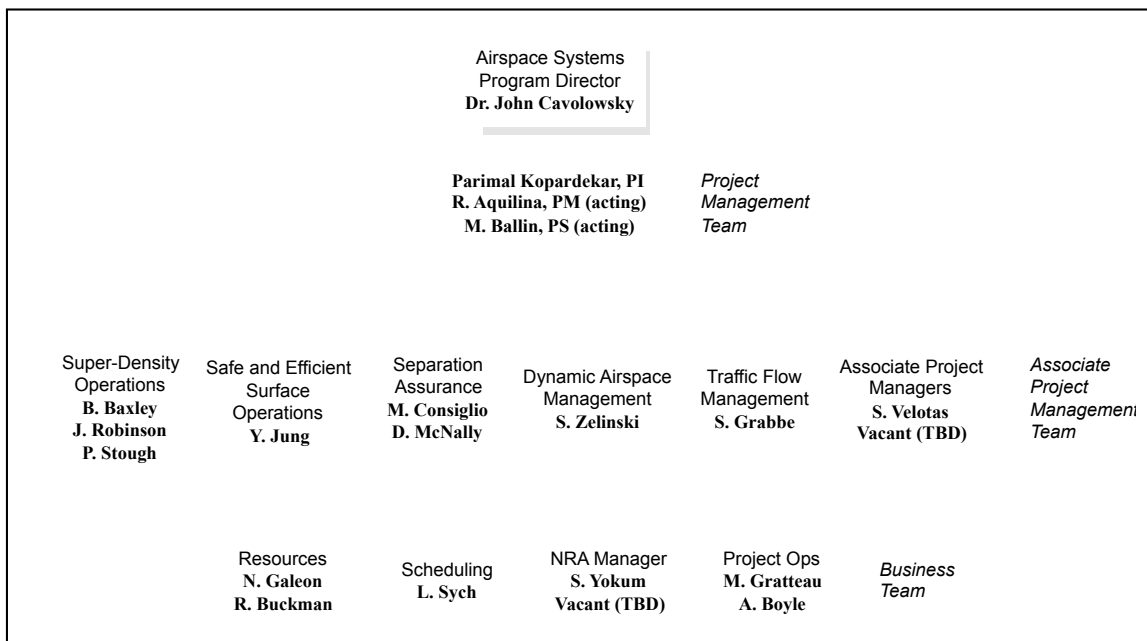 Airspace Systems
Program Director
Dr. John Cavolowsky
Parimal Kopardekar, PI
R. Aquilina, PM (acting)
M. Ballin, PS (acting)
Project
Management
Team
Super-Density
Operations
B. Baxley
J. Robinson
P. Stough
Safe and Efficient
Surface
Operations
Y. Jung
Separation
Assurance
M. Consiglio
D. McNally
Dynamic Airspace
Management
S. Zelinski
Traffic Flow
Management
S. Grabbe
Associate Project
Managers
S. Velotas
Vacant (TBD)
Associate
Project
Management
Team
Resources
N. Galeon
R. Buckman
Scheduling
L. Sych
NRA Manager
S. Yokum
Vacant (TBD)
Project Ops
M. Gratteau
A. Boyle
Business
Team